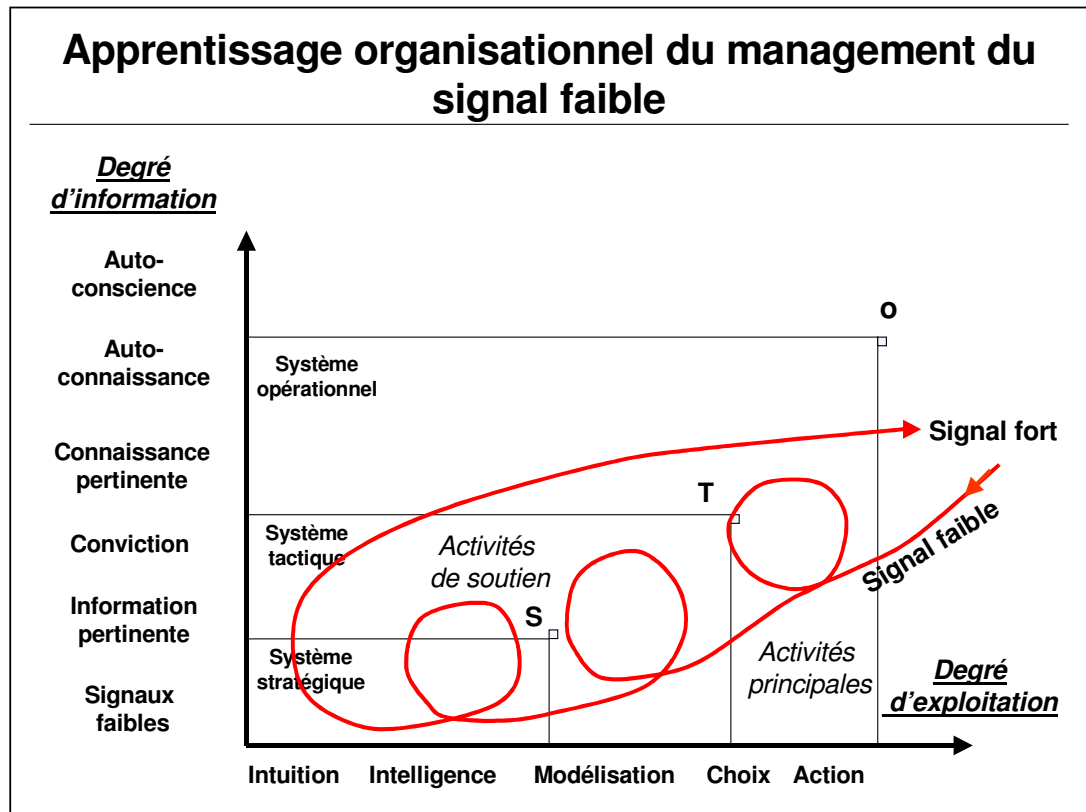 Apprentissage organisationnel du management du
signal faible
Degré
d'information
Auto-
conscience
Auto-
connaissance
Connaissance
pertinente
Conviction
Information
pertinente
Signaux
faibles
Système
opérationnel
Système
tactique
Système
stratégique
Activités
de soutien
S
T
O
Signal fort
Signal faible
Activités
principales
Degré
d'exploitation
Intuition Intelligence Modélisation Choix Action